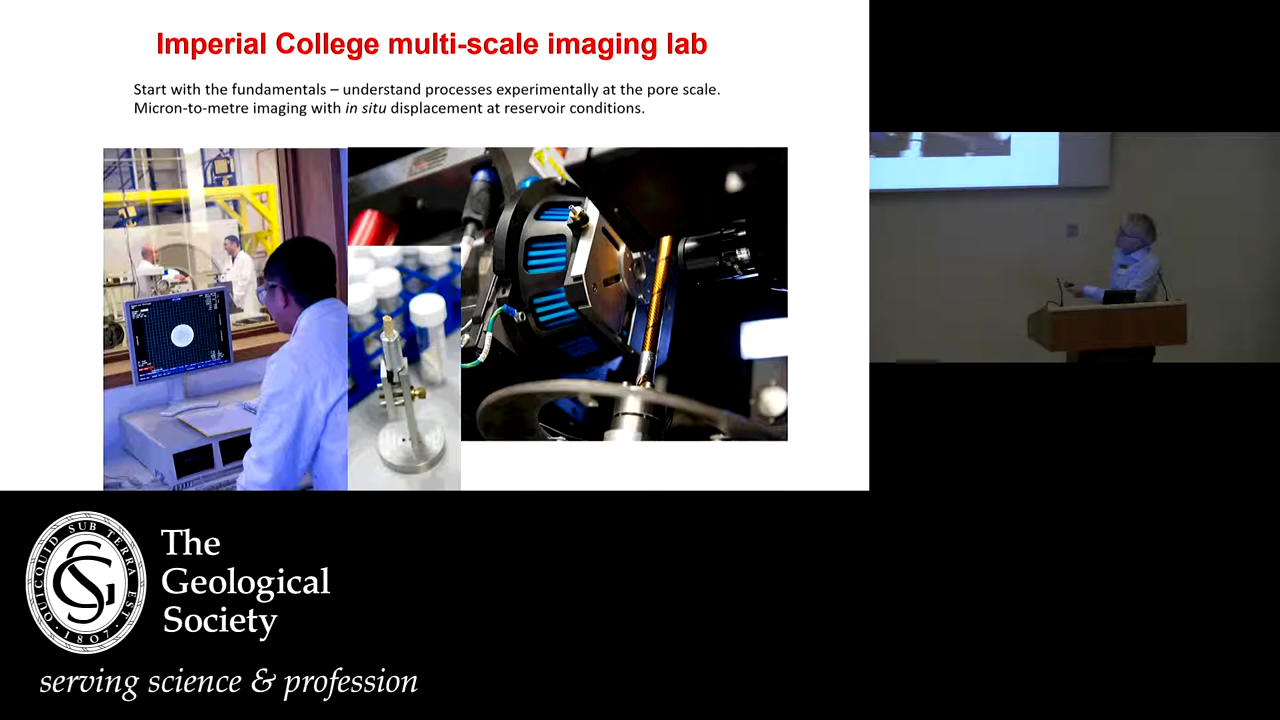 Imperial College multi-scale imaging lab
Start with the fundamentals – understand processes experimentally at the pore scale.
Micron-to-metre imaging with in situ displacement at reservoir conditions.
QUICQUID SUB TERRA EST
·1807·
The
Geological
Society
serving science & profession